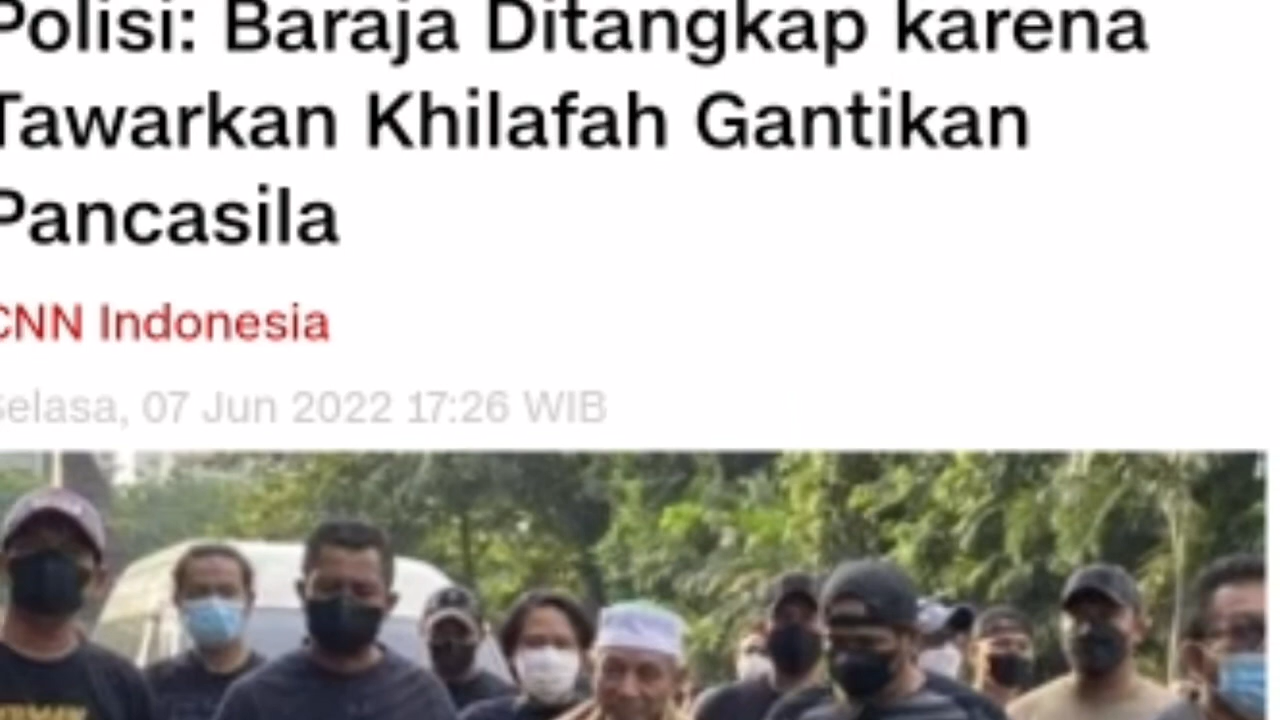 Polisi: Baraja Ditangkap karena
Tawarkan Khilafah Gantikan
Pancasila
CNN Indonesia
Selasa, 07 Jun 2022 17:26 WIB